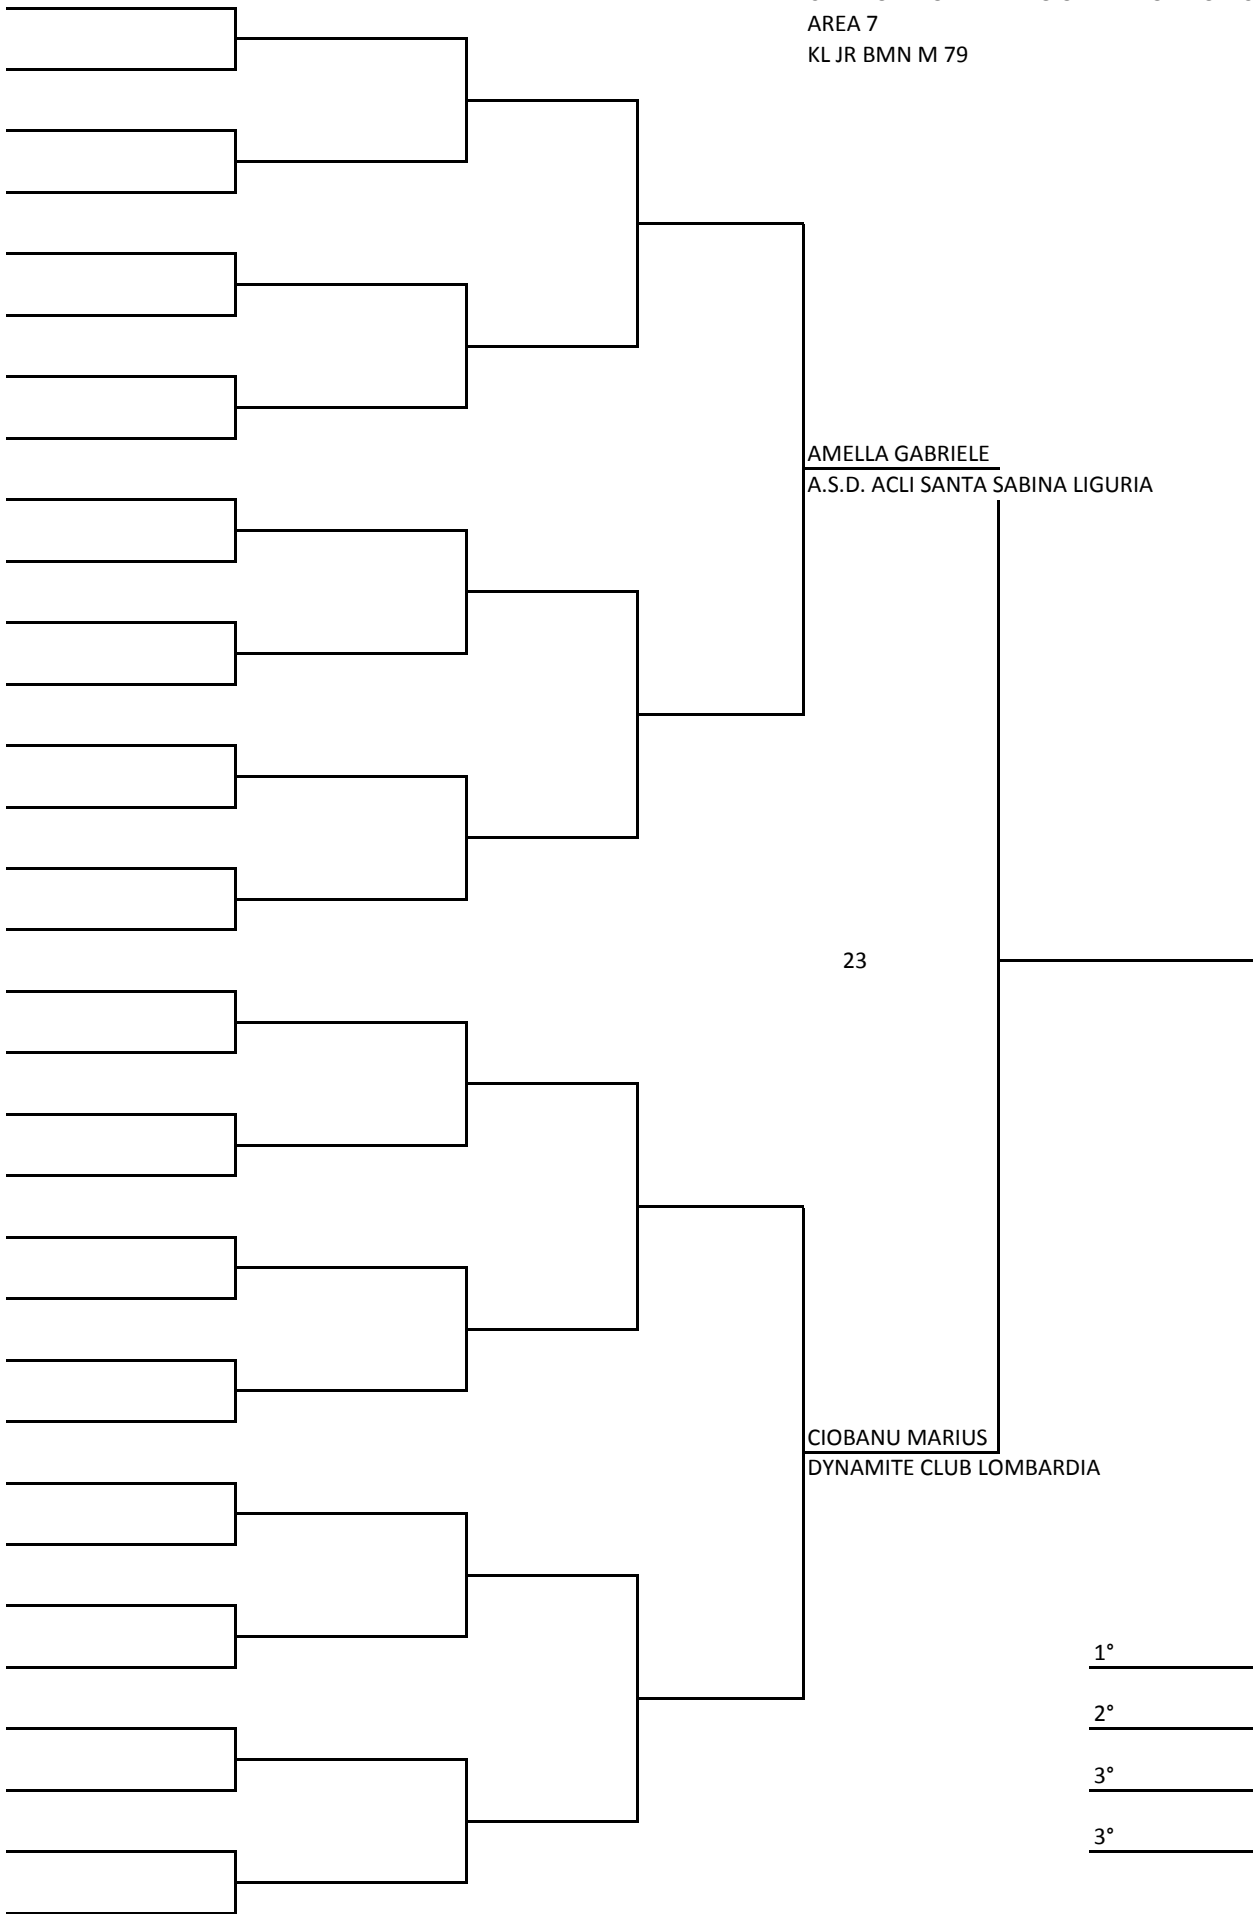 AREA 7
KL JR BMN M 79
AMELLA GABRIELE
A.S.D. ACLI SANTA SABINA LIGURIA
23
CIOBANU MARIUS
DYNAMITE CLUB LOMBARDIA
1°
2°
3°
3°